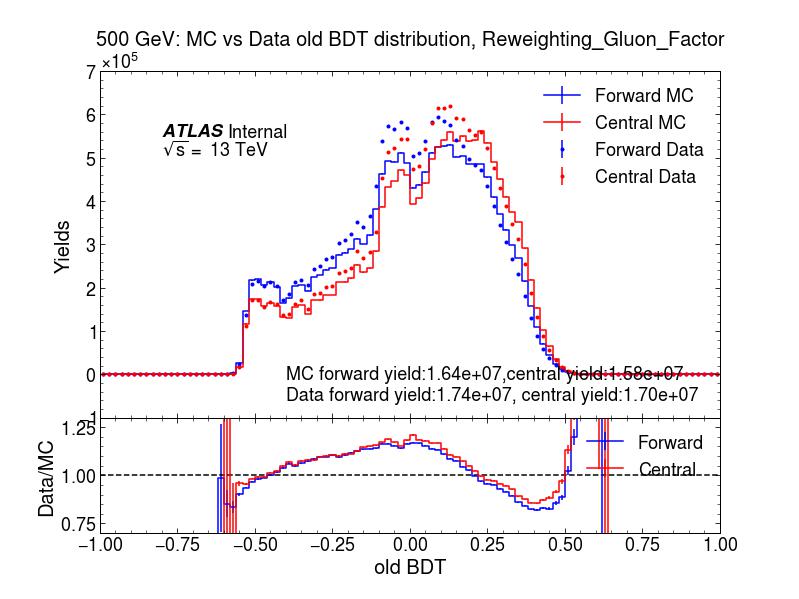 500 GeV: MC vs Data old BDT distribution, Reweighting_Gluon_Factor
×10⁵
7
6
5
4
3
2
1
0
−1
Yields
ATLAS Internal
√s = 13 TeV
Forward MC
Central MC
Forward Data
Central Data
MC forward yield:1.64e+07,central yield:1.58e+07
Data forward yield:1.74e+07, central yield:1.70e+07
1.25
1.00
0.75
Data/MC
Forward
Central
−1.00 −0.75 −0.50 −0.25 0.00 0.25 0.50 0.75 1.00
old BDT